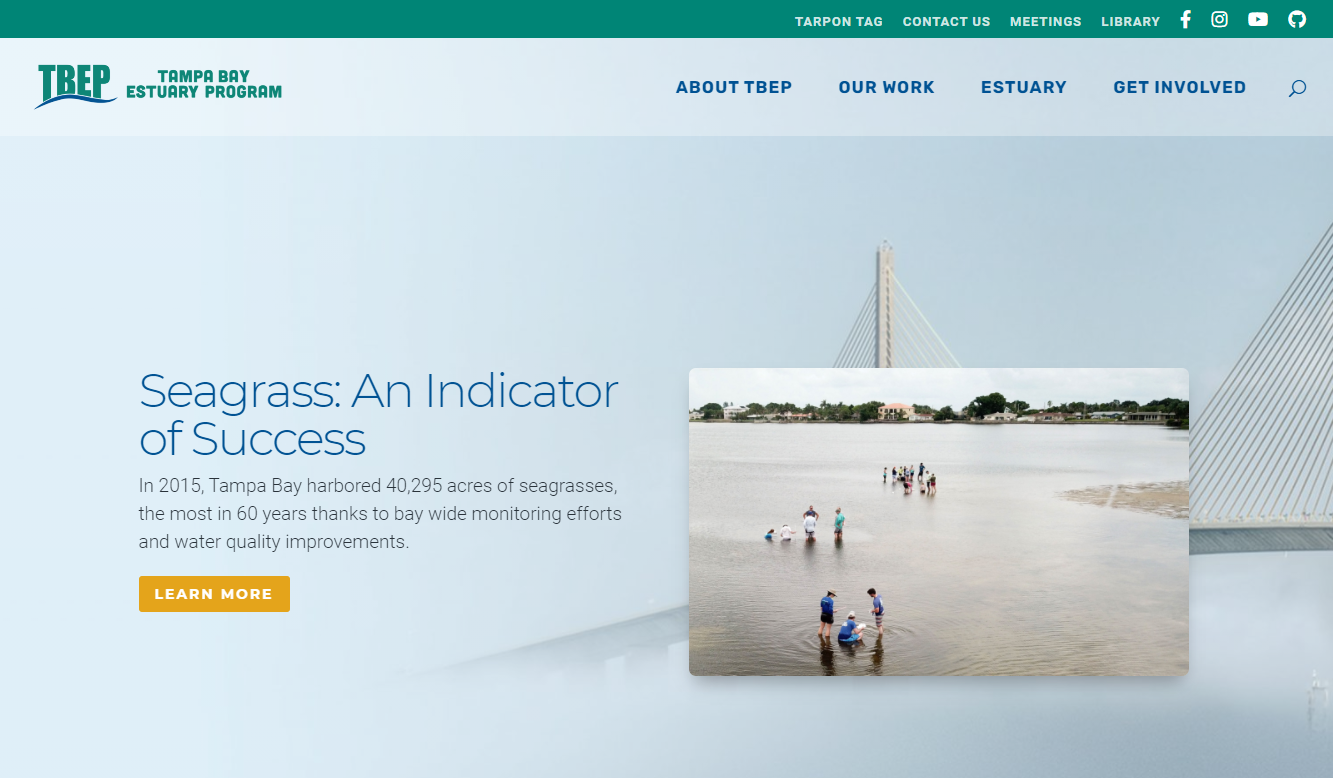 TARPON TAG CONTACT US MEETINGS LIBRARY
TBEP
TAMPA BAY
ESTUARY PROGRAM
ABOUT TBEP OUR WORK ESTUARY GET INVOLVED
Seagrass: An Indicator
of Success
In 2015, Tampa Bay harbored 40,295 acres of seagrasses,
the most in 60 years thanks to bay wide monitoring efforts
and water quality improvements.
LEARN MORE